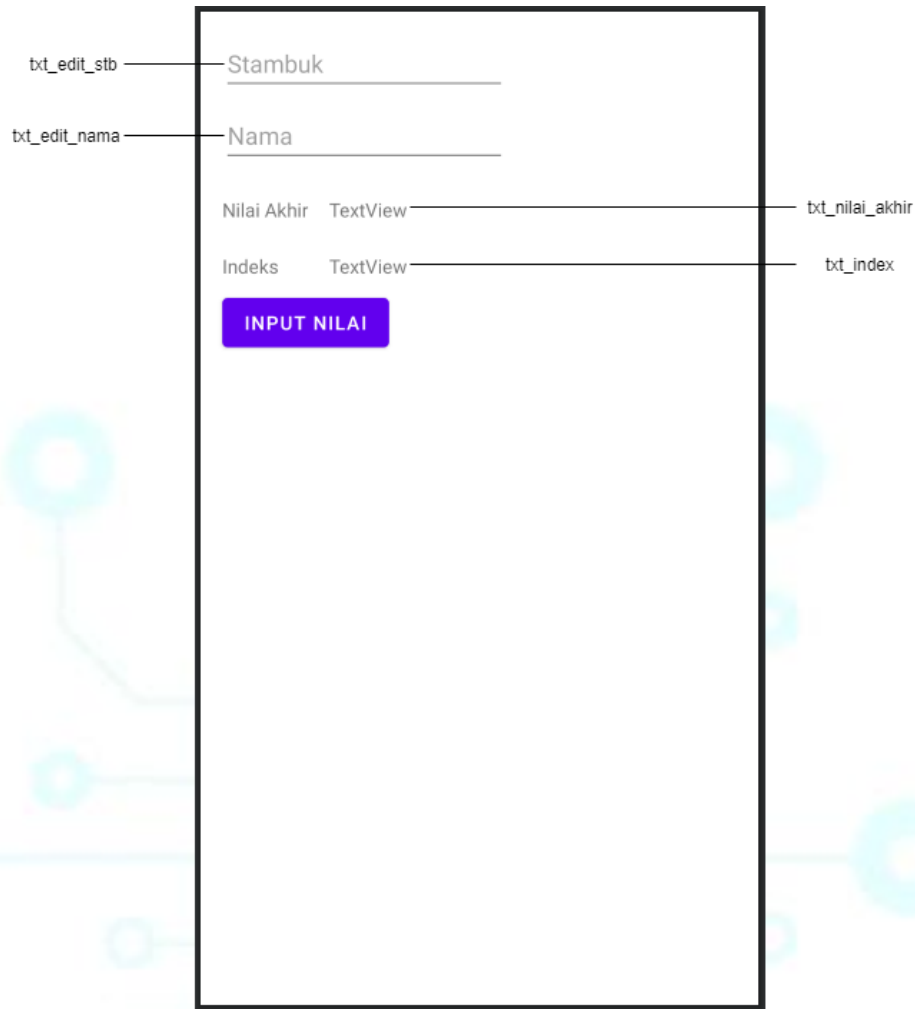 txt_edit_stb
Stambuk
txt_edit_nama
Nama
Nilai Akhir TextView
txt_nilai_akhir
Indeks TextView
txt_index
INPUT NILAI